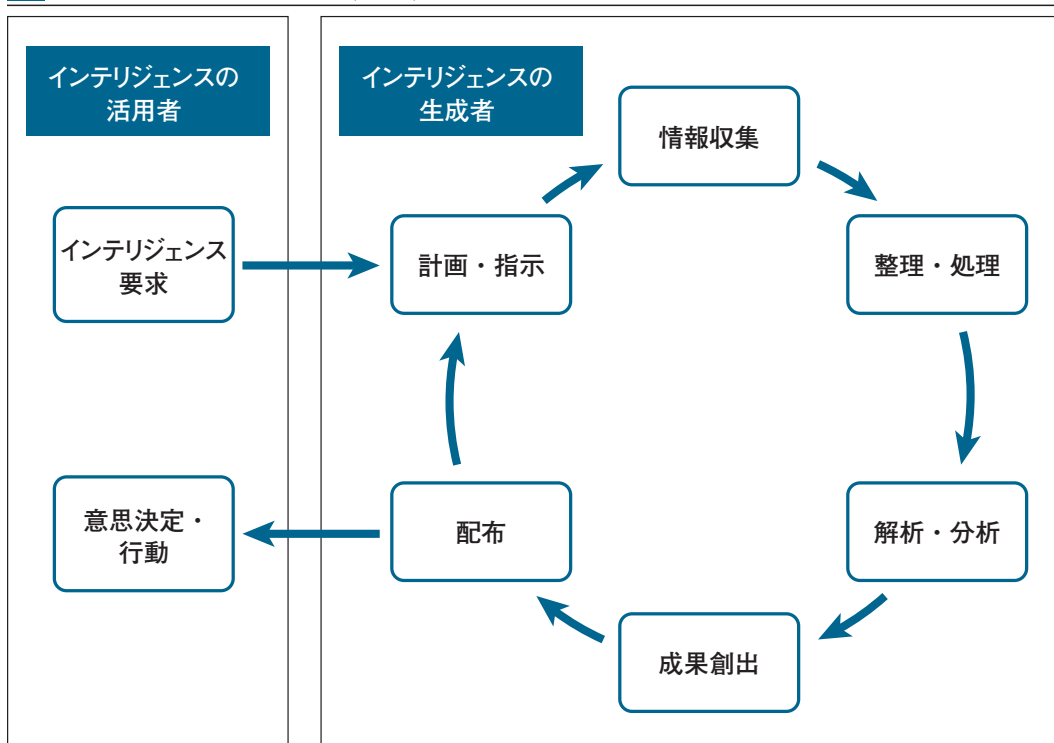 インテリジェンスの
活用者
インテリジェンス
要求
意思決定・
行動
インテリジェンスの
生成者
情報収集
計画・指示
整理・処理
配布
解析・分析
成果創出